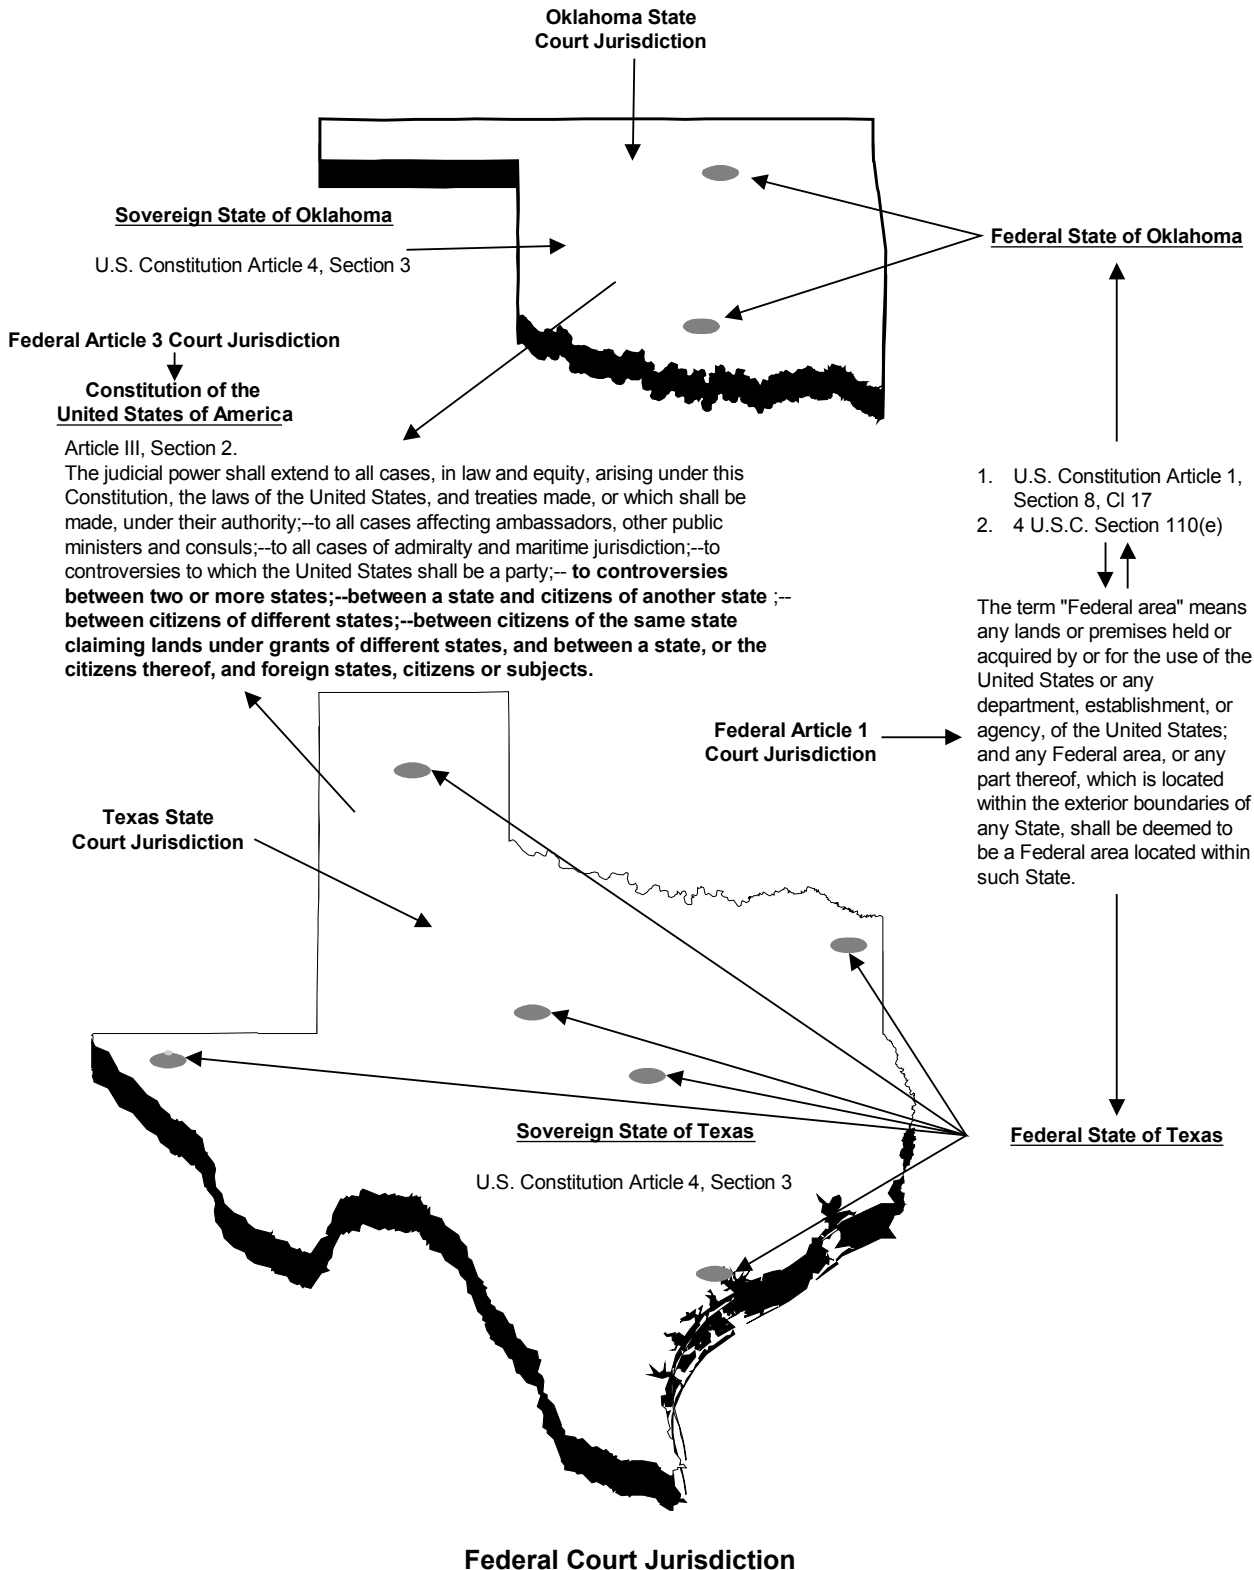 Oklahoma State
Court Jurisdiction
Sovereign State of Oklahoma
U.S. Constitution Article 4, Section 3
Federal State of Oklahoma
Federal Article 3 Court Jurisdiction
Constitution of the
United States of America
Article III, Section 2.
The judicial power shall extend to all cases, in law and equity, arising under this
Constitution, the laws of the United States, and treaties made, or which shall be
made, under their authority;--to all cases affecting ambassadors, other public
ministers and consuls;--to all cases of admiralty and maritime jurisdiction;--to
controversies to which the United States shall be a party;-- to controversies
between two or more states;--between a state and citizens of another state ;--
between citizens of different states;--between citizens of the same state
claiming lands under grants of different states, and between a state, or the
citizens thereof, and foreign states, citizens or subjects.
1. U.S. Constitution Article 1,
Section 8, Cl 17
2. 4 U.S.C. Section 110(e)
The term "Federal area" means
any lands or premises held or
acquired by or for the use of the
United States or any
department, establishment, or
agency, of the United States;
and any Federal area, or any
part thereof, which is located
within the exterior boundaries of
any State, shall be deemed to
be a Federal area located within
such State.
Federal Article 1
Court Jurisdiction
Texas State
Court Jurisdiction
Sovereign State of Texas
U.S. Constitution Article 4, Section 3
Federal State of Texas
Federal Court Jurisdiction